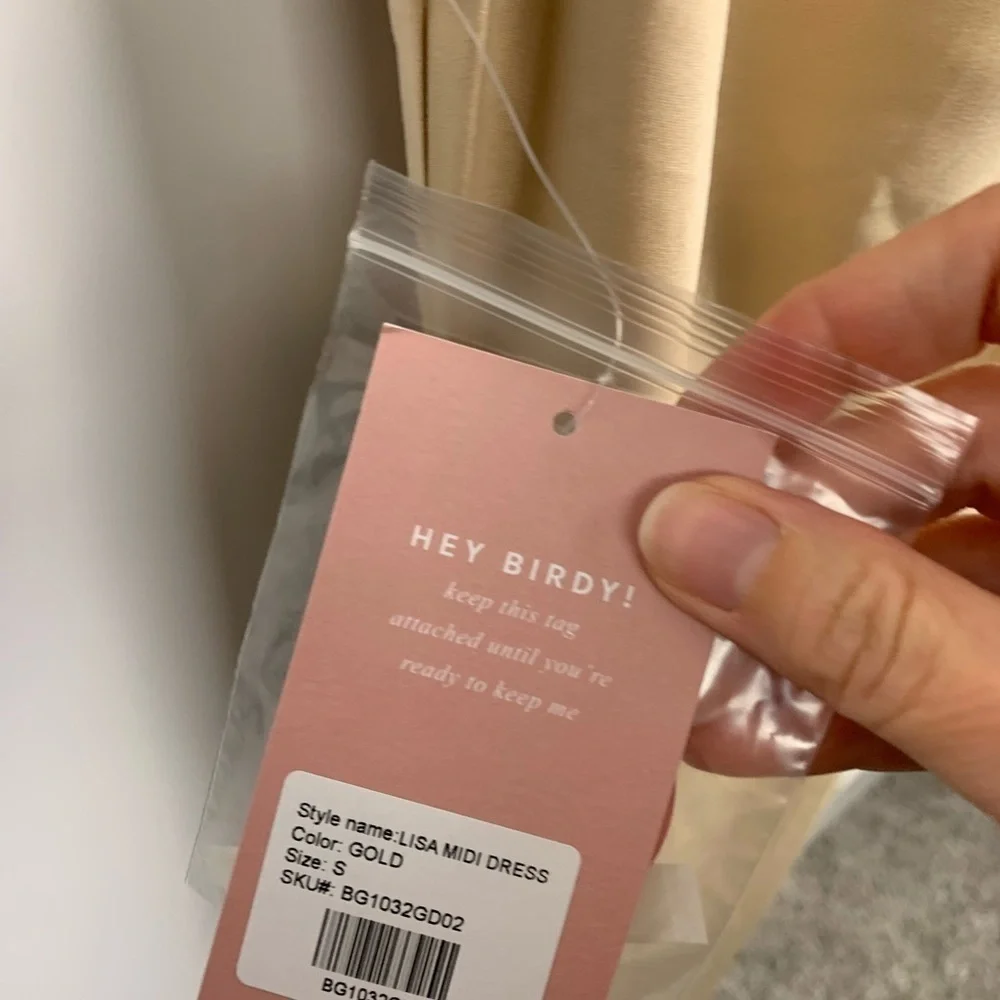 HEY BIRDY!
keep this tag
attached until you're
ready to keep me
Style name:LISA MIDI DRESS
Color: GOLD
Size: S
SKU#: BG1032GD02